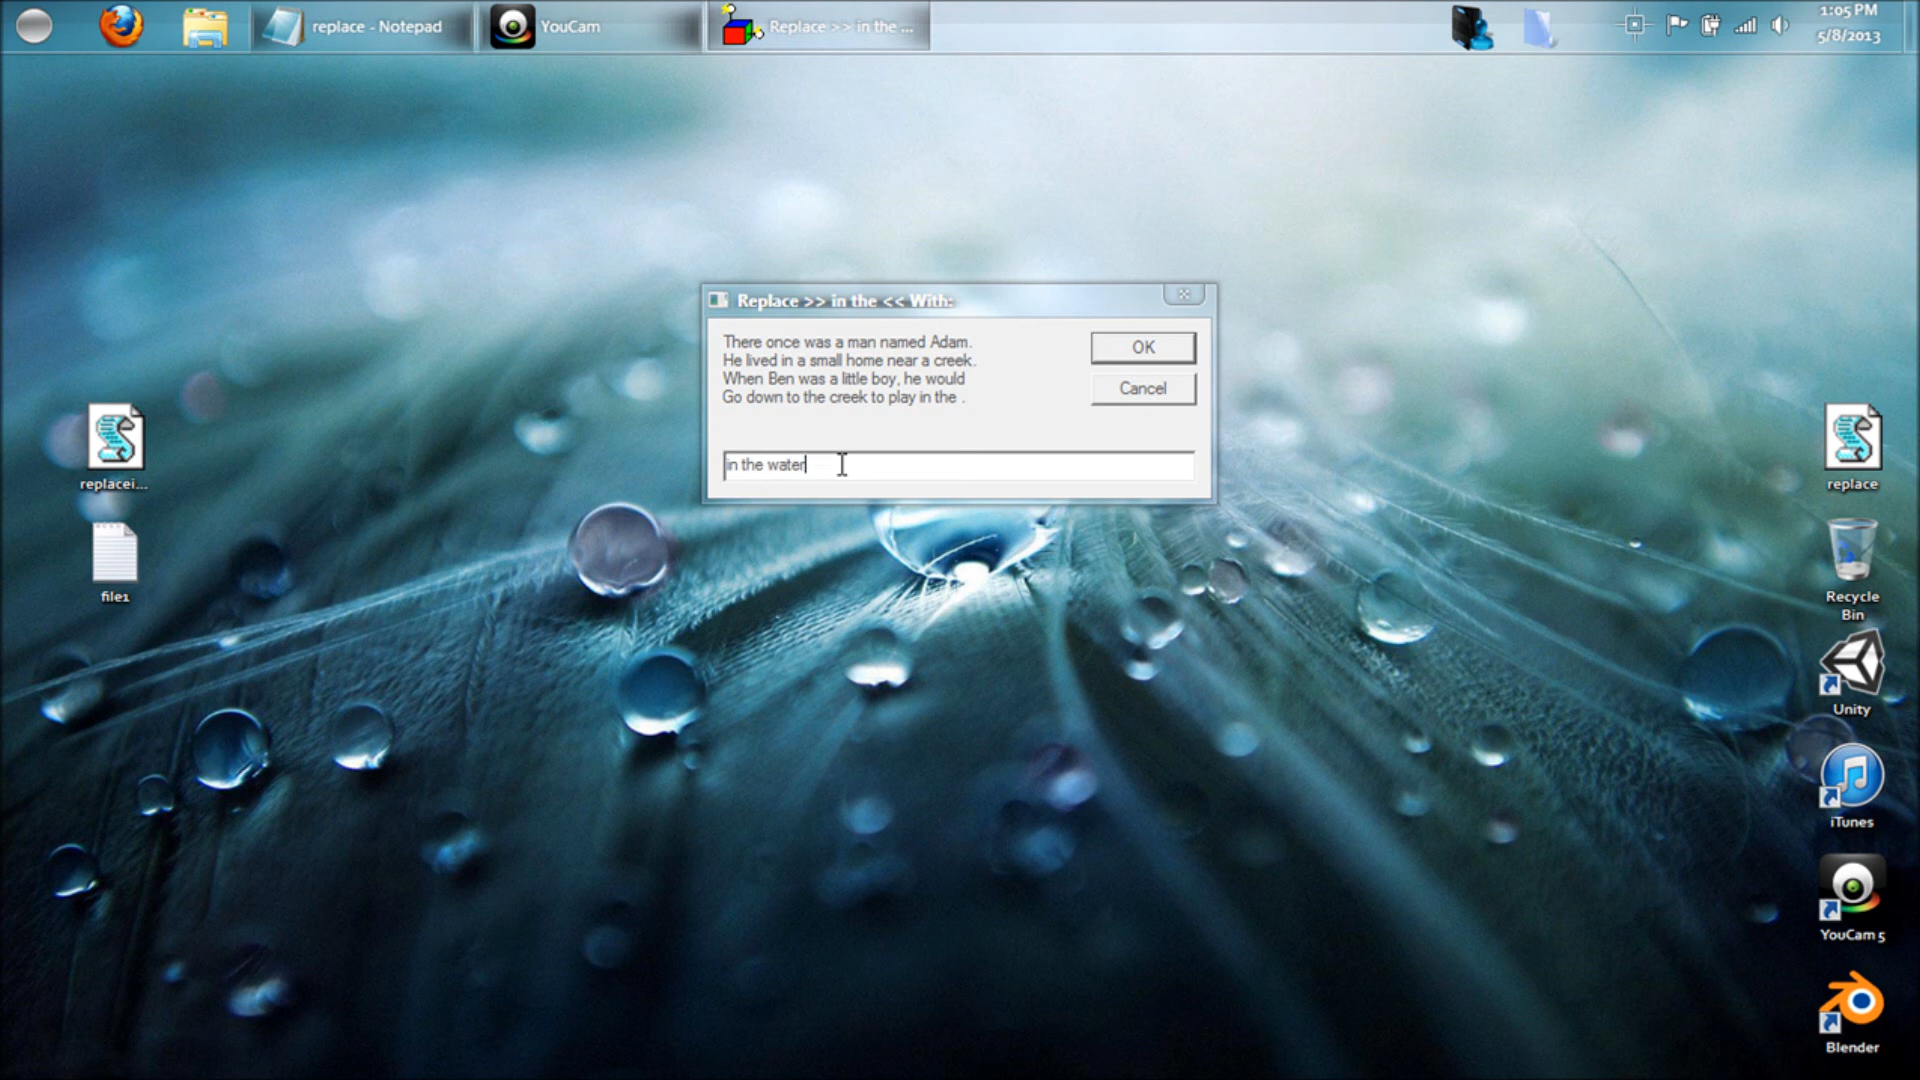 replace - Notepad
YouCam
Replace >> in the ...
1:05 PM
5/8/2013
Replace >> in the << With:
There once was a man named Adam.
He lived in a small home near a creek.
When Ben was a little boy, he would
Go down to the creek to play in the .
OK
Cancel
in the water
replacei...
file1
replace
Recycle
Bin
Unity
iTunes
YouCam 5
Blender